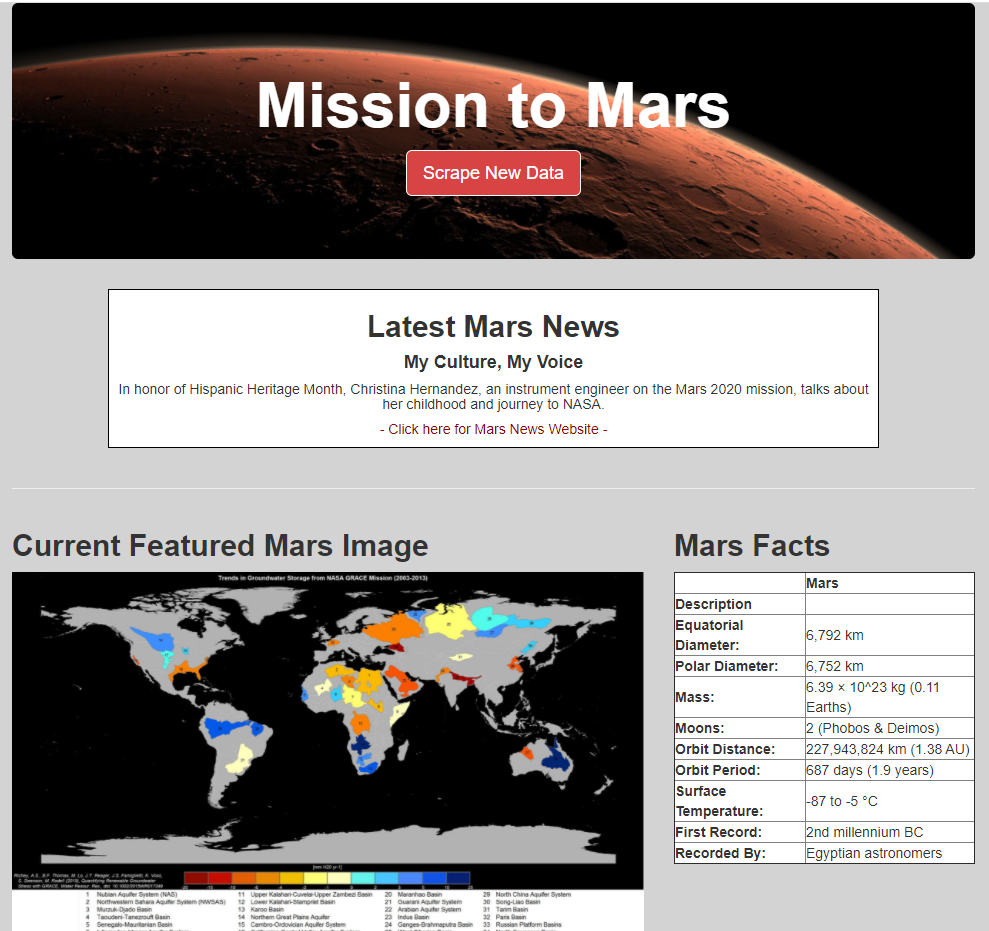 Mission to Mars
Scrape New Data
Latest Mars News
My Culture, My Voice
In honor of Hispanic Heritage Month, Christina Hernandez, an instrument engineer on the Mars 2020 mission, talks about
her childhood and journey to NASA.
- Click here for Mars News Website -
Current Featured Mars Image
Trends in Groundwater Storage from NASA GRACE Mission (2003-2013)
[mm H20 yr-1]
1 Nubian Aquifer System (NAS)
2 Northwestern Sahara Aquifer System (NWSAS)
3 Murzuk-Djado Basin
4 Taoudeni-Tanezrouft Basin
5 Senegalo-Mauritanian Basin
11 Upper Kalahari-Cuvelai-Upper Zambezi Basin
12 Lower Kalahari-Stampriet Basin
13 Karoo Basin
14 Northern Great Plains Aquifer
15 Cambro-Ordovician Aquifer System
20 Maranhao Basin
21 Guarani Aquifer System
22 Arabian Aquifer System
23 Indus Basin
24 Ganges-Brahmaputra Basin
29 North China Aquifer System
30 Song-Liao Basin
31 Tarim Basin
32 Paris Basin
33 Russian Platform Basins
Mars Facts
Mars
Description
Equatorial
Diameter: 6,792 km
Polar Diameter: 6,752 km
Mass: 6.39 × 10^23 kg (0.11
Earths)
Moons: 2 (Phobos & Deimos)
Orbit Distance: 227,943,824 km (1.38 AU)
Orbit Period: 687 days (1.9 years)
Surface
Temperature: -87 to -5 °C
First Record: 2nd millennium BC
Recorded By: Egyptian astronomers